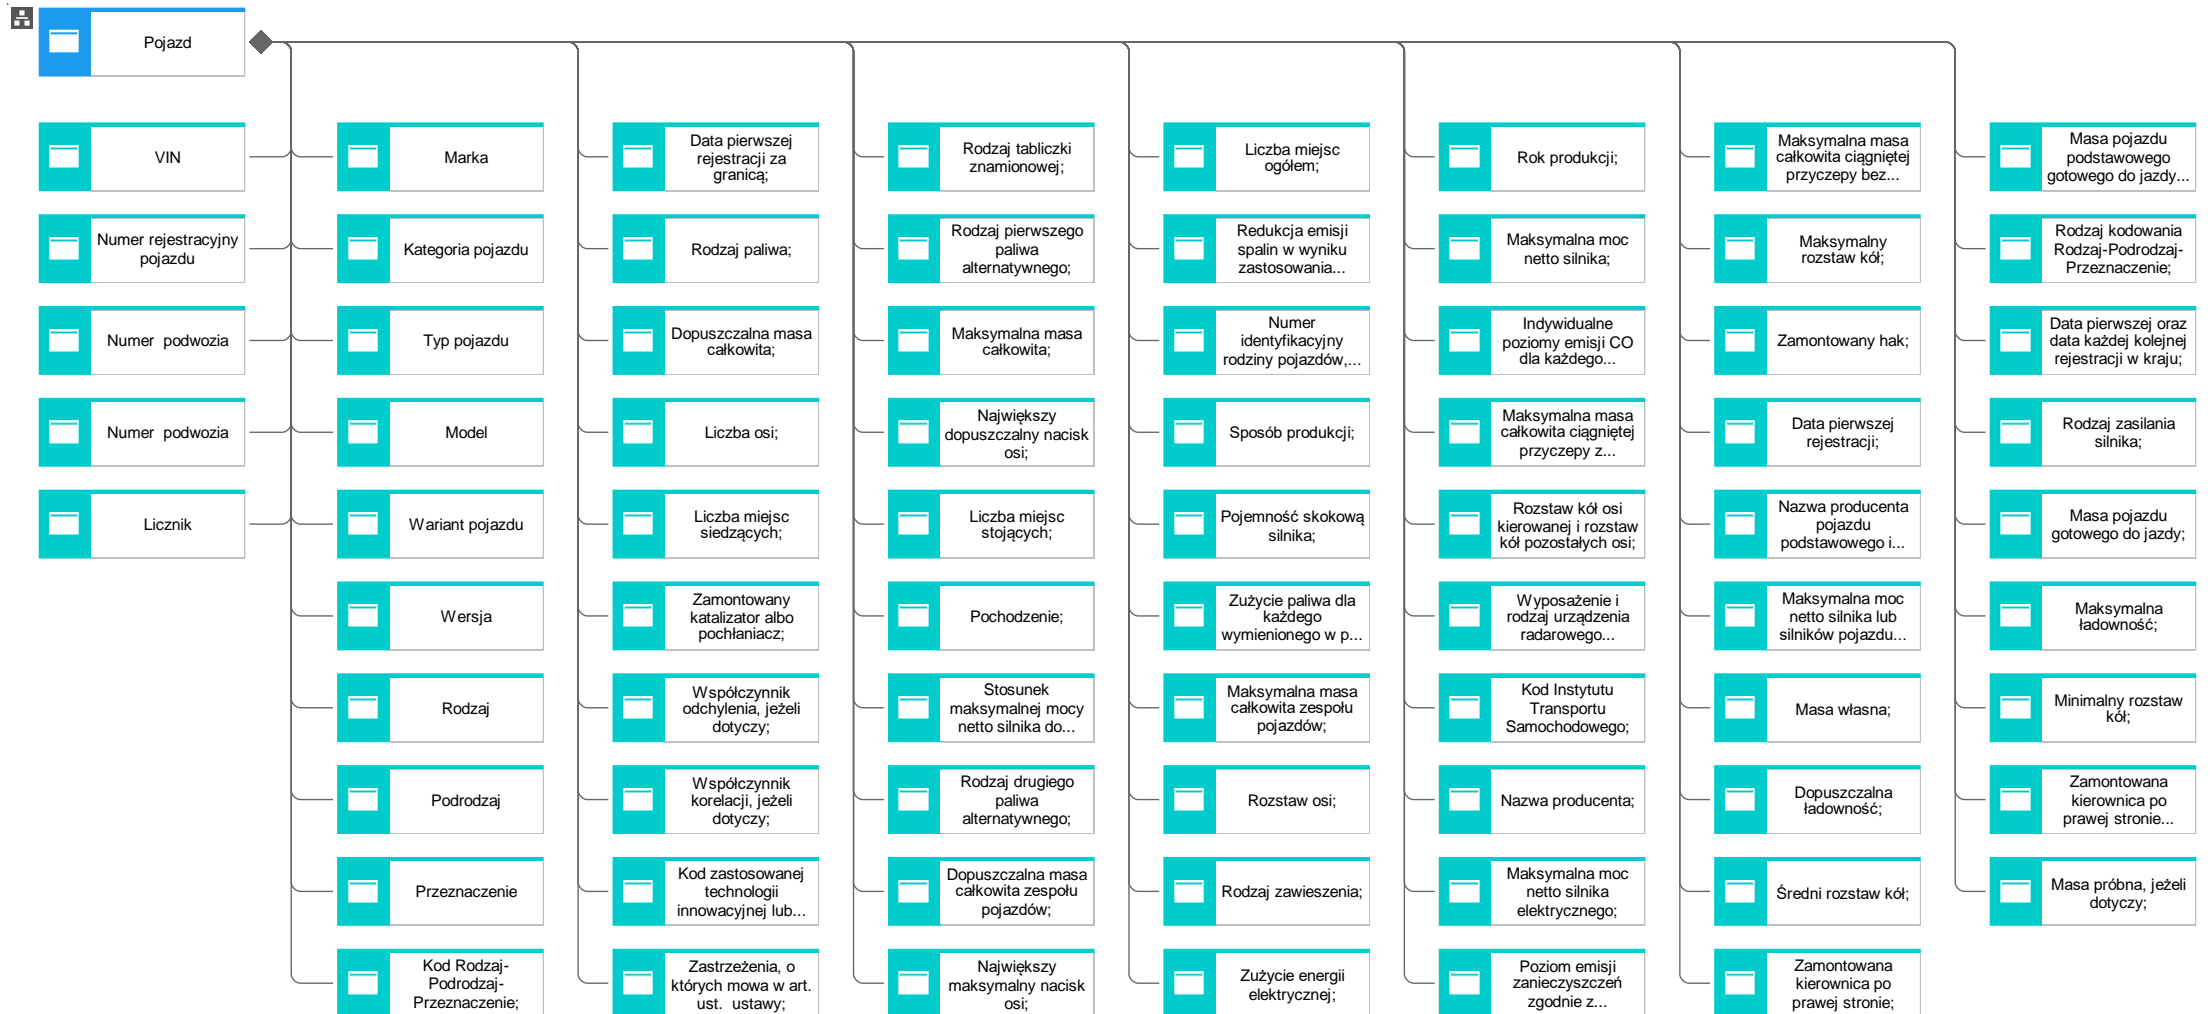 Pojazd
VIN
Numer rejestracyjny
pojazdu
Numer podwozia
Numer podwozia
Licznik
Marka
Kategoria pojazdu
Typ pojazdu
Model
Wariant pojazdu
Wersja
Rodzaj
Podrodzaj
Przeznaczenie
Kod Rodzaj-
Podrodzaj-
Przeznaczenie;
Data pierwszej
rejestracji za
granicą;
Rodzaj paliwa;
Dopuszczalna masa
całkowita;
Liczba osi;
Liczba miejsc
siedzących;
Zamontowany
katalizator albo
pochłaniacz;
Współczynnik
odchylenia, jeżeli
dotyczy;
Współczynnik
korelacji, jeżeli
dotyczy;
Kod zastosowanej
technologii
innowacyjnej lub...
Zastrzeżenia, o
których mowa w art.
ust. ustawy;
Rodzaj tabliczki
znamionowej;
Rodzaj pierwszego
paliwa
alternatywnego;
Maksymalna masa
całkowita;
Największy
dopuszczalny nacisk
osi;
Liczba miejsc
stojących;
Pochodzenie;
Stosunek
maksymalnej mocy
netto silnika do...
Rodzaj drugiego
paliwa
alternatywnego;
Dopuszczalna masa
całkowita zespołu
pojazdów;
Największy
maksymalny nacisk
osi;
Liczba miejsc
ogółem;
Redukcja emisji
spalin w wyniku
zastosowania...
Numer
identyfikacyjny
rodziny pojazdów,...
Sposób produkcji;
Pojemność skokową
silnika;
Zużycie paliwa dla
każdego
wymienionego w p...
Maksymalna masa
całkowita zespołu
pojazdów;
Rozstaw osi;
Rodzaj zawieszenia;
Zużycie energii
elektrycznej;
Rok produkcji;
Maksymalna moc
netto silnika;
Indywidualne
poziomy emisji CO
dla każdego...
Maksymalna masa
całkowita ciągniętej
przyczepy z...
Rozstaw kół osi
kierowanej i rozstaw
kół pozostałych osi;
Wyposażenie i
rodzaj urządzenia
radarowego...
Kod Instytutu
Transportu
Samochodowego;
Nazwa producenta;
Maksymalna moc
netto silnika
elektrycznego;
Poziom emisji
zanieczyszczeń
zgodnie z...
Maksymalna masa
całkowita ciągniętej
przyczepy bez...
Maksymalny
rozstaw kół;
Zamontowany hak;
Data pierwszej
rejestracji;
Nazwa producenta
pojazdu
podstawowego i...
Maksymalna moc
netto silnika lub
silników pojazdu...
Masa własna;
Dopuszczalna
ładowność;
Średni rozstaw kół;
Zamontowana
kierownica po
prawej stronie;
Masa pojazdu
podstawowego
gotowego do jazdy...
Rodzaj kodowania
Rodzaj-Podrodzaj-
Przeznaczenie;
Data pierwszej oraz
data każdej kolejnej
rejestracji w kraju;
Rodzaj zasilania
silnika;
Masa pojazdu
gotowego do jazdy;
Maksymalna
ładowność;
Minimalny rozstaw
kół;
Zamontowana
kierownica po
prawej stronie...
Masa próbna, jeżeli
dotyczy;